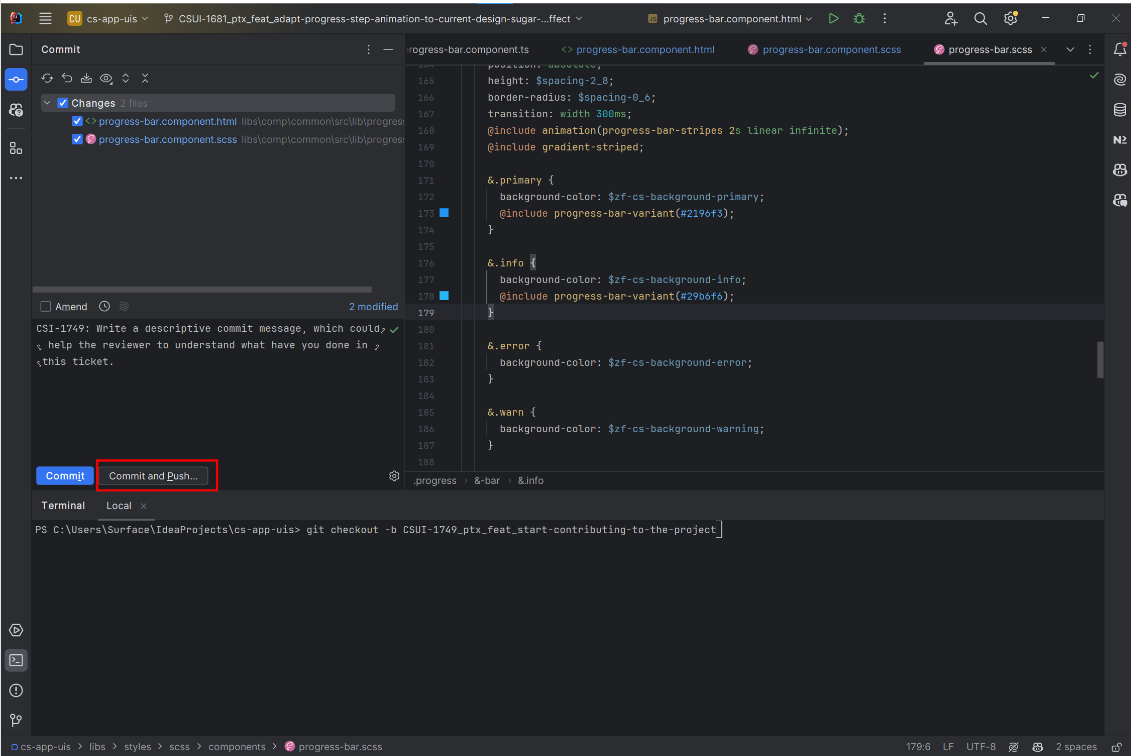 CU cs-app-uis CSUI-1681_ptx_feat_adapt-progress-step-animation-to-current-design-sugar-...ffect progress-bar.component.html
Commit
Changes 2 files
progress-bar.component.html libs\comp\common\src\lib\progress
progress-bar.component.scss libs\comp\common\src\lib\progress
Amend 2 modified
CSI-1749: Write a descriptive commit message, which could
help the reviewer to understand what have you done in
this ticket.
Commit Commit and Push...
rogress-bar.component.ts progress-bar.component.html progress-bar.component.scss progress-bar.scss
164 position: absolute;
165 height: $spacing-2_8;
166 border-radius: $spacing-0_6;
167 transition: width 300ms;
168 @include animation(progress-bar-stripes 2s linear infinite);
169 @include gradient-striped;
170
171 &.primary {
172 background-color: $zf-cs-background-primary;
173 @include progress-bar-variant(#2196f3);
174 }
175
176 &.info {
177 background-color: $zf-cs-background-info;
178 @include progress-bar-variant(#29b6f6);
179 }
180
181 &.error {
182 background-color: $zf-cs-background-error;
183 }
184
185 &.warn {
186 background-color: $zf-cs-background-warning;
187 }
188
.progress &-bar &.info
N2
Terminal Local
PS C:\Users\Surface\IdeaProjects\cs-app-uis> git checkout -b CSUI-1749_ptx_feat_start-contributing-to-the-project
cs-app-uis libs styles scss components progress-bar.scss 179:6 LF UTF-8 2 spaces